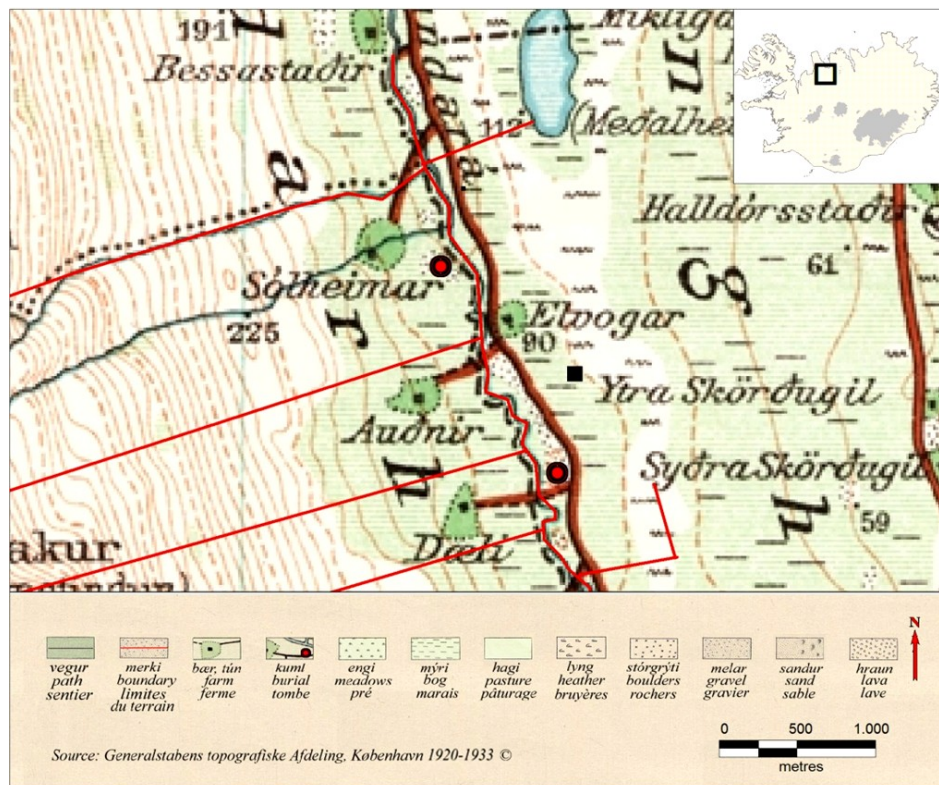 191
Bessastaðir
Miklig
112
(Meðalhe
Halldórsstaðir
61
Sólheimar
225
Elvogar
90
Ytra Skörðugil
Auðnir
Syðra Skörðugil
59
Dæli
akur
g
h
r
a
n
h
vegur
path
sentier
merki
boundary
limites
du terrain
bær, tún
farm
ferme
kuml
burial
tombe
engi
meadows
pré
mýri
bog
marais
hagi
pasture
pâturage
lyng
heather
bruyères
stórgrýti
boulders
rochers
melar
gravel
gravier
sandur
sand
sable
hraun
lava
lave
N
0 500 1.000
metres
Source: Generalstabens topografiske Afdeling, København 1920-1933 ©